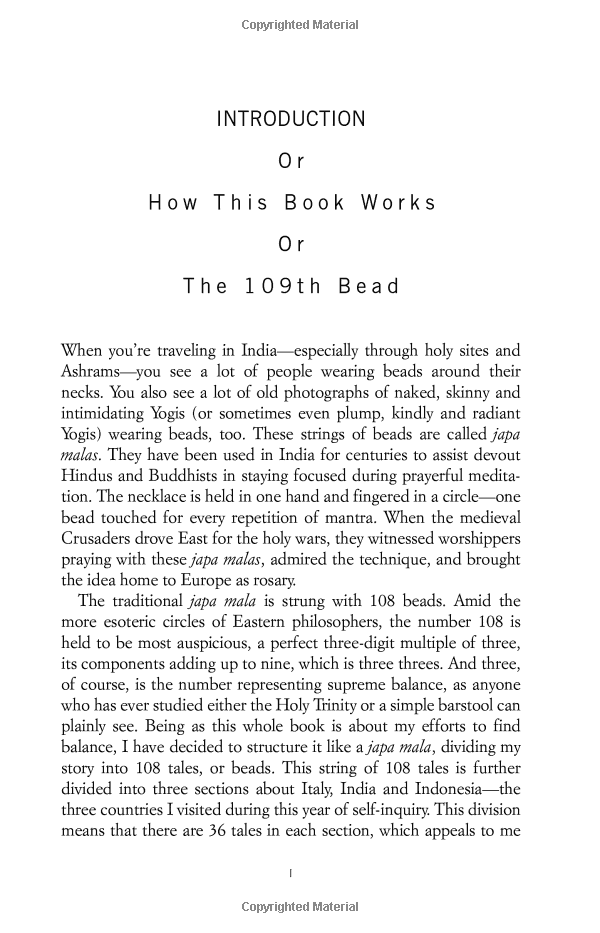 Copyrighted Material
INTRODUCTION
Or
How This Book Works
Or
The 109th Bead
When you're traveling in India—especially through holy sites and
Ashrams—you see a lot of people wearing beads around their
necks. You also see a lot of old photographs of naked, skinny and
intimidating Yogis (or sometimes even plump, kindly and radiant
Yogis) wearing beads, too. These strings of beads are called japa
malas. They have been used in India for centuries to assist devout
Hindus and Buddhists in staying focused during prayerful medita-
tion. The necklace is held in one hand and fingered in a circle—one
bead touched for every repetition of mantra. When the medieval
Crusaders drove East for the holy wars, they witnessed worshippers
praying with these japa malas, admired the technique, and brought
the idea home to Europe as rosary.
The traditional japa mala is strung with 108 beads. Amid the
more esoteric circles of Eastern philosophers, the number 108 is
held to be most auspicious, a perfect three-digit multiple of three,
its components adding up to nine, which is three threes. And three,
of course, is the number representing supreme balance, as anyone
who has ever studied either the Holy Trinity or a simple barstool can
plainly see. Being as this whole book is about my efforts to find
balance, I have decided to structure it like a japa mala, dividing my
story into 108 tales, or beads. This string of 108 tales is further
divided into three sections about Italy, India and Indonesia—the
three countries I visited during this year of self-inquiry. This division
means that there are 36 tales in each section, which appeals to me
1
Copyrighted Material